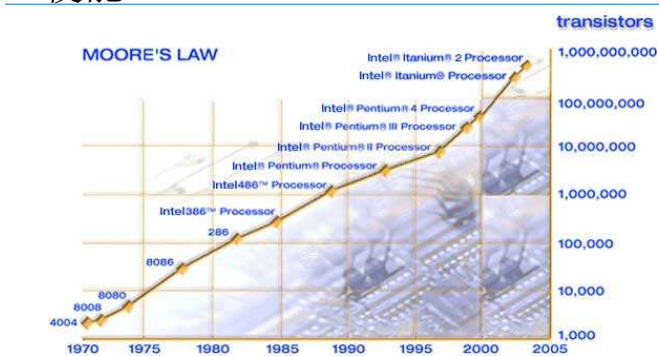 transistors
MOORE'S LAW
Intel® Itanium® 2 Processor
1,000,000,000
Intel® Itanium® Processor
Intel® Pentium® 4 Processor
100,000,000
Intel® Pentium® III Processor
Intel® Pentium® II Processor
10,000,000
Intel® Pentium® Processor
Intel486™ Processor
1,000,000
Intel386™ Processor
286
100,000
8086
8080
10,000
8008
4004
1,000
1970 1975 1980 1985 1990 1995 2000 2005